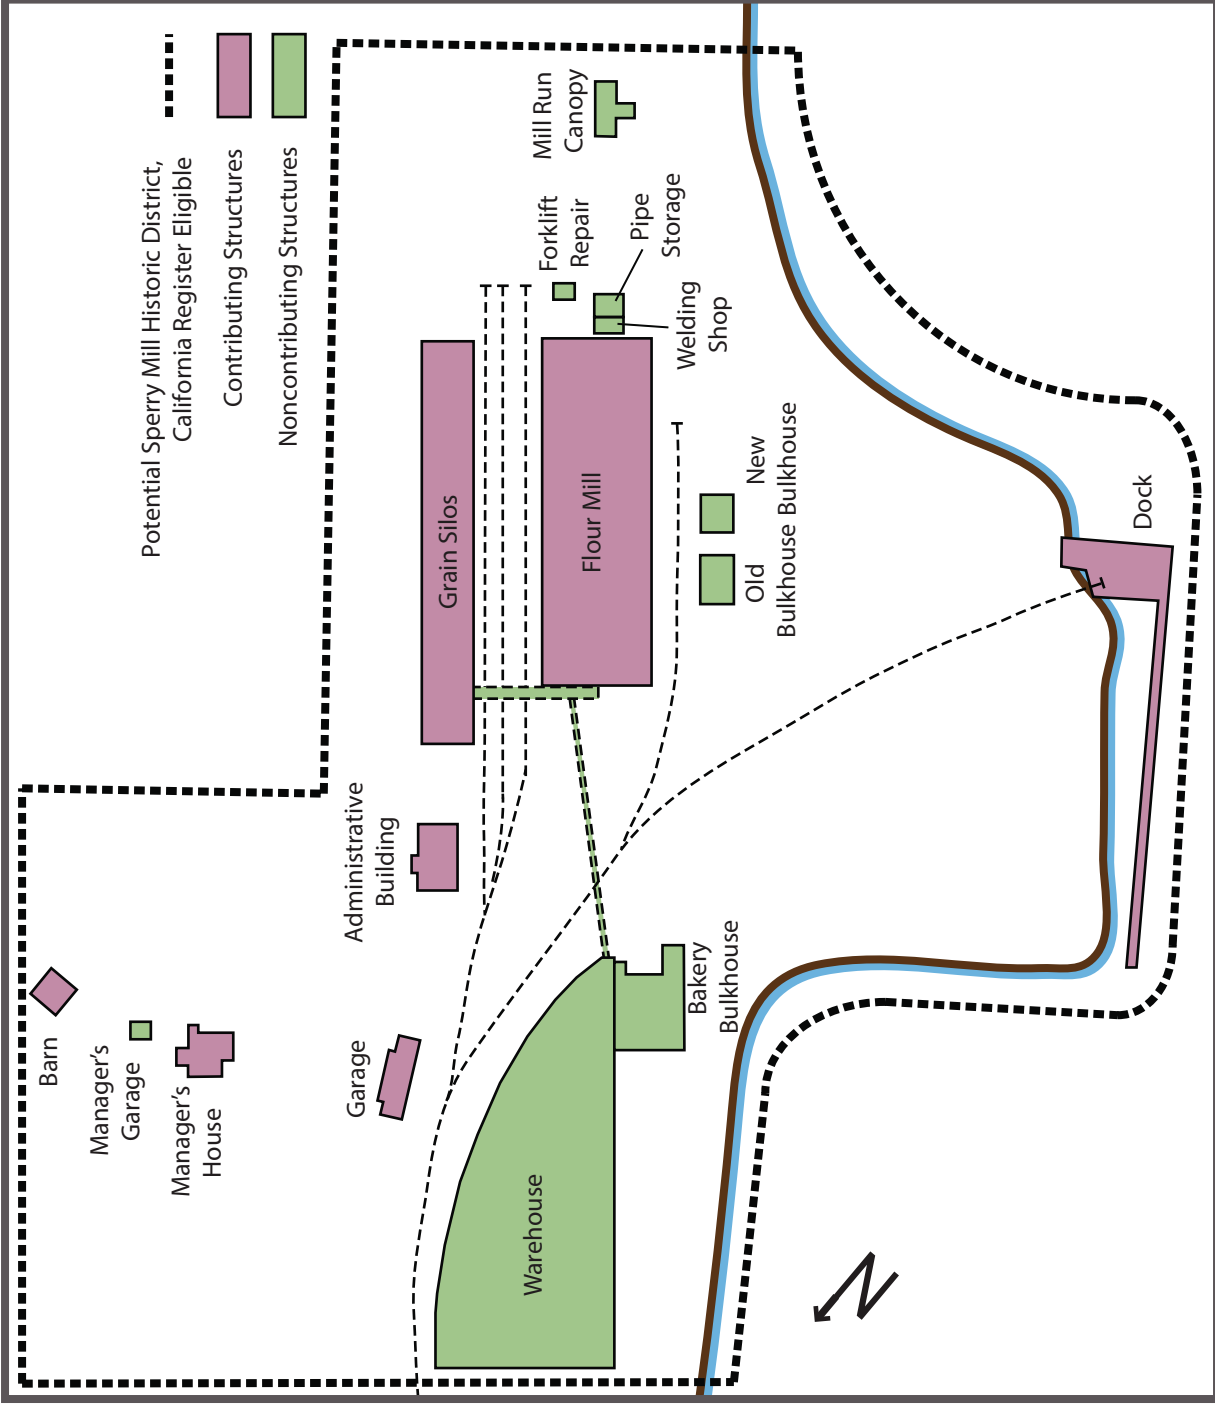 Potential Sperry Mill Historic District,
California Register Eligible
Contributing Structures
Noncontributing Structures
Barn
Manager's
Garage
Manager's
House
Garage
Administrative
Building
Grain Silos
Flour Mill
Warehouse
Bakery
Bulkhouse
Old
Bulkhouse
New
Bulkhouse
Welding
Shop
Pipe
Storage
Forklift
Repair
Mill Run
Canopy
Dock
N